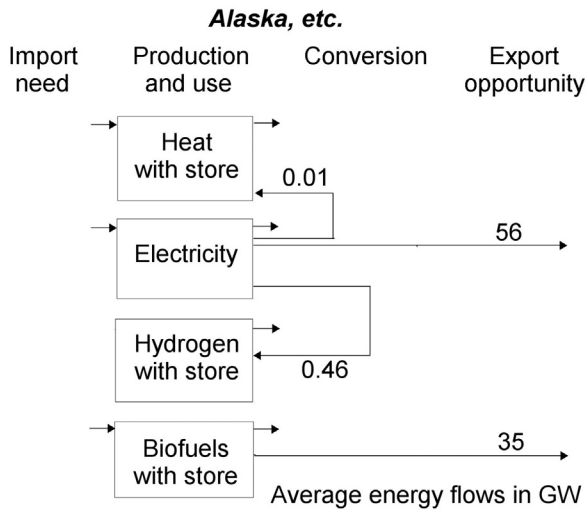 Alaska, etc.
Import need
Production and use
Conversion
Export opportunity
Heat with store
0.01
Electricity
56
Hydrogen with store
0.46
Biofuels with store
35
Average energy flows in GW